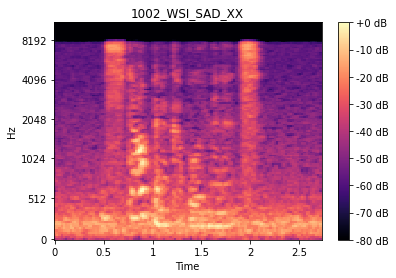 1002_WSI_SAD_XX
+0 dB
8192
-10 dB
4096
-20 dB
-30 dB
2048
Hz
-40 dB
1024
-50 dB
512
-60 dB
-70 dB
0
-80 dB
0 0.5 1 1.5 2 2.5
Time